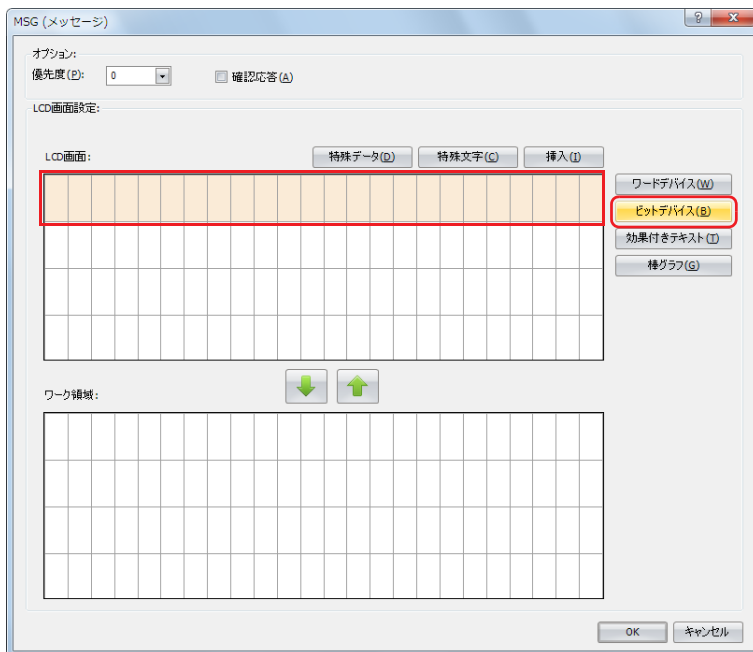 MSG (メッセージ)
オプション:
優先度(P): 0 確認応答(A)
LCD画面設定:
LCD画面: 特殊データ(D) 特殊文字(C) 挿入(I)
ワードデバイス(W)
ビットデバイス(B)
効果付きテキスト(T)
棒グラフ(G)
ワーク領域:
OK キャンセル